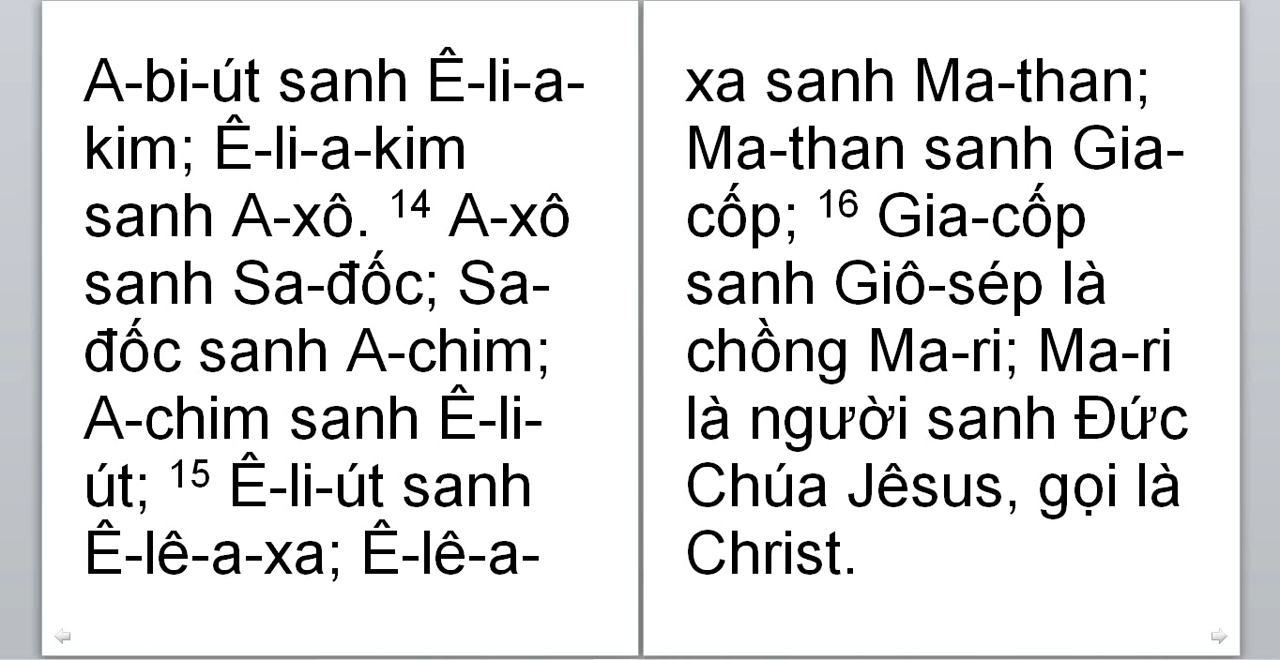 A-bi-út sanh Ê-li-a-
kim; Ê-li-a-kim
sanh A-xô. 14 A-xô
sanh Sa-đốc; Sa-
đốc sanh A-chim;
A-chim sanh Ê-li-
út; 15 Ê-li-út sanh
Ê-lê-a-xa; Ê-lê-a-
xa sanh Ma-than;
Ma-than sanh Gia-
cốp; 16 Gia-cốp
sanh Giô-sép là
chồng Ma-ri; Ma-ri
là người sanh Đức
Chúa Jêsus, gọi là
Christ.